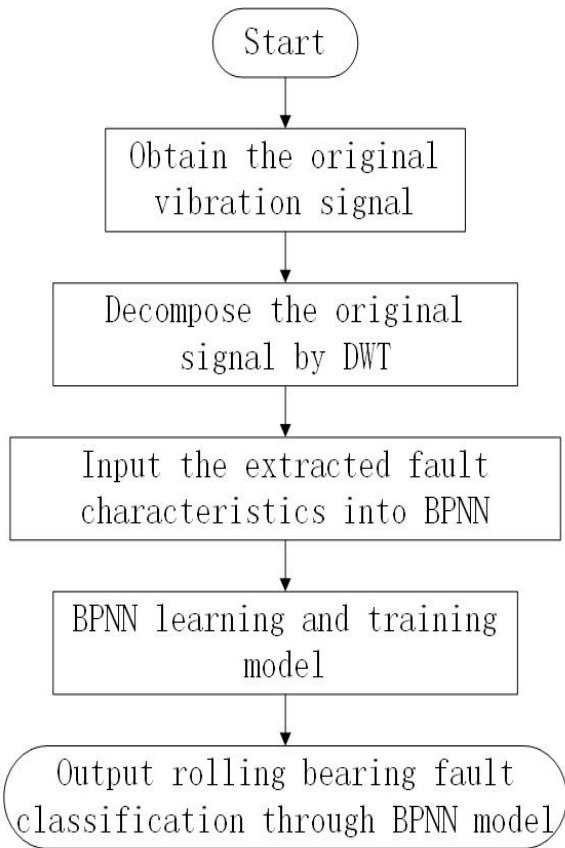 Start
Obtain the original
vibration signal
Decompose the original
signal by DWT
Input the extracted fault
characteristics into BPNN
BPNN learning and training
model
Output rolling bearing fault
classification through BPNN model